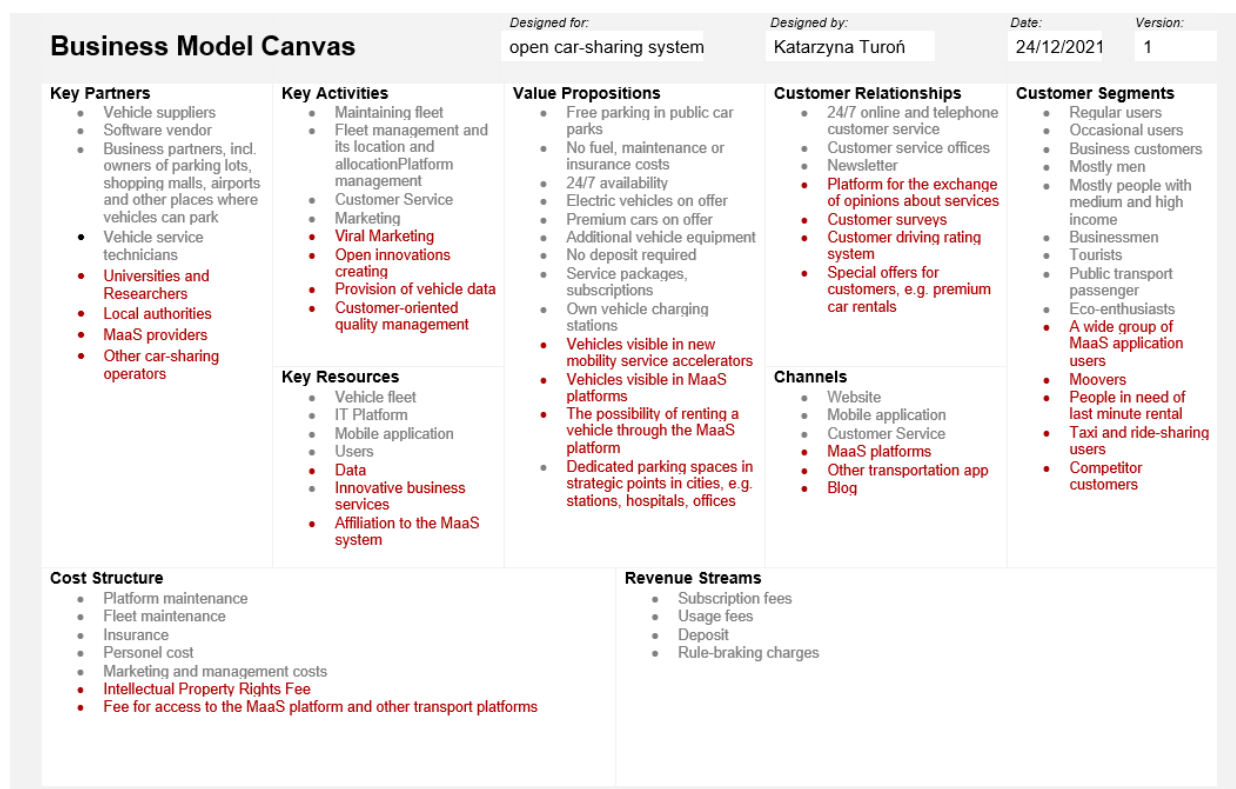 Business Model Canvas
Designed for:
open car-sharing system
Designed by:
Katarzyna Turoń
Date:
24/12/2021
Version:
1
Key Partners
● Vehicle suppliers
● Software vendor
● Business partners, incl.
owners of parking lots,
shopping malls, airports
and other places where
vehicles can park
● Vehicle service
technicians
● Universities and
Researchers
● Local authorities
● MaaS providers
● Other car-sharing
operators
Key Activities
● Maintaining fleet
● Fleet management and
its location and
allocationPlatform
management
● Customer Service
● Marketing
● Viral Marketing
● Open innovations
creating
● Provision of vehicle data
● Customer-oriented
quality management
Key Resources
● Vehicle fleet
● IT Platform
● Mobile application
● Users
● Data
● Innovative business
services
● Affiliation to the MaaS
system
Value Propositions
● Free parking in public car
parks
● No fuel, maintenance or
insurance costs
● 24/7 availability
● Electric vehicles on offer
● Premium cars on offer
● Additional vehicle equipment
● No deposit required
● Service packages,
subscriptions
● Own vehicle charging
stations
● Vehicles visible in new
mobility service accelerators
● Vehicles visible in MaaS
platforms
● The possibility of renting a
vehicle through the MaaS
platform
● Dedicated parking spaces in
strategic points in cities, e.g.
stations, hospitals, offices
Customer Relationships
● 24/7 online and telephone
customer service
● Customer service offices
● Newsletter
● Platform for the exchange
of opinions about services
● Customer surveys
● Customer driving rating
system
● Special offers for
customers, e.g. premium
car rentals
Channels
● Website
● Mobile application
● Customer Service
● MaaS platforms
● Other transportation app
● Blog
Customer Segments
● Regular users
● Occasional users
● Business customers
● Mostly men
● Mostly people with
medium and high
income
● Businessmen
● Tourists
● Public transport
passenger
● Eco-enthusiasts
● A wide group of
MaaS application
users
● Moovers
● People in need of
last minute rental
● Taxi and ride-sharing
users
● Competitor
customers
Cost Structure
● Platform maintenance
● Fleet maintenance
● Insurance
● Personel cost
● Marketing and management costs
● Intellectual Property Rights Fee
● Fee for access to the MaaS platform and other transport platforms
Revenue Streams
● Subscription fees
● Usage fees
● Deposit
● Rule-braking charges